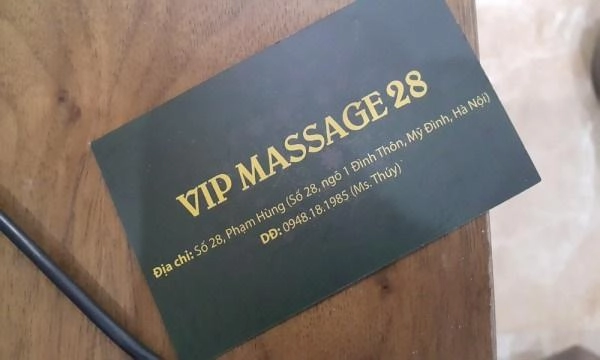 VIP MASSAGE 28
Địa chỉ: Số 28, Phạm Hùng (Số 28, ngõ 1 Đình Thôn, Mỹ Đình, Hà Nội)
DĐ: 0948.18.1985 (Ms. Thúy)